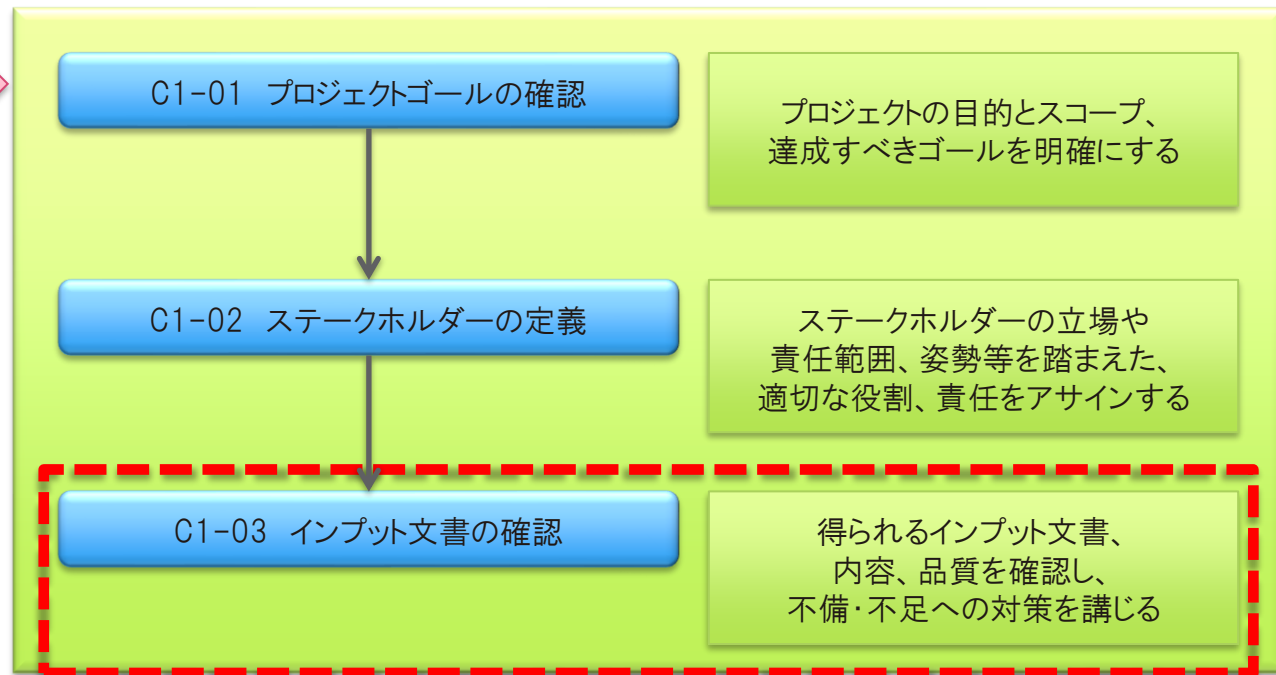 C1-01 プロジェクトゴールの確認
プロジェクトの目的とスコープ、
達成すべきゴールを明確にする
C1-02 ステークホルダーの定義
ステークホルダーの立場や
責任範囲、姿勢等を踏まえた、
適切な役割、責任をアサインする
C1-03 インプット文書の確認
得られるインプット文書、
内容、品質を確認し、
不備・不足への対策を講じる